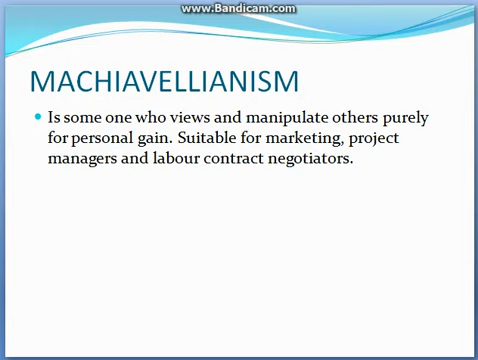 www.Bandicam.com
MACHIAVELLIANISM
Is some one who views and manipulate others purely
for personal gain. Suitable for marketing, project
managers and labour contract negotiators.